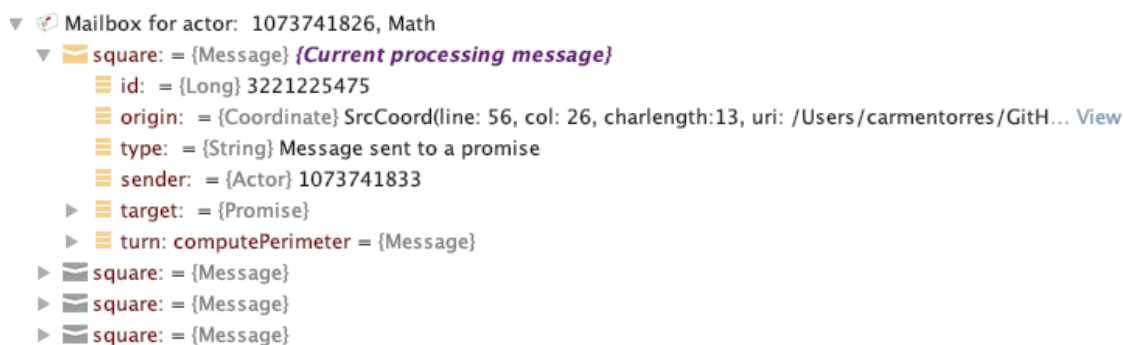 Mailbox for actor: 1073741826, Math
square: = {Message} {Current processing message}
id: = {Long} 3221225475
origin: = {Coordinate} SrcCoord(line: 56, col: 26, charlength:13, uri: /Users/carmentorres/GitH... View
type: = {String} Message sent to a promise
sender: = {Actor} 1073741833
target: = {Promise}
turn: computePerimeter = {Message}
square: = {Message}
square: = {Message}
square: = {Message}